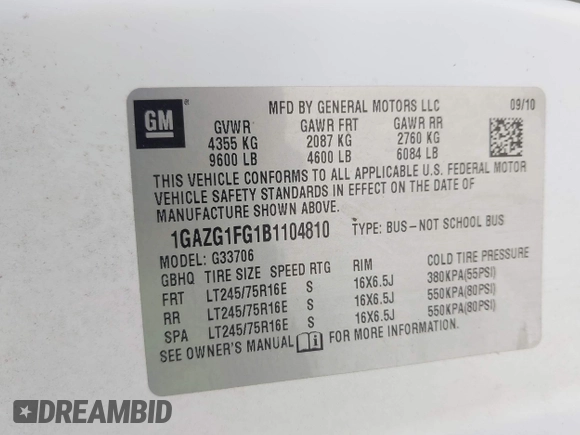 GM
MFD BY GENERAL MOTORS LLC 09/10
GVWR GAWR FRT GAWR RR
4355 KG 2087 KG 2760 KG
9600 LB 4600 LB 6084 LB
THIS VEHICLE CONFORMS TO ALL APPLICABLE U.S. FEDERAL MOTOR
VEHICLE SAFETY STANDARDS IN EFFECT ON THE DATE OF
MANUFACTURE SHOWN ABOVE.
1GAZG1FG1B1104810 TYPE: BUS-NOT SCHOOL BUS
MODEL: G33706
GBHQ TIRE SIZE SPEED RTG RIM COLD TIRE PRESSURE
FRT LT245/75R16E S 16X6.5J 380KPA(55PSI)
RR LT245/75R16E S 16X6.5J 550KPA(80PSI)
SPA LT245/75R16E S 16X6.5J 550KPA(80PSI)
SEE OWNER'S MANUAL FOR MORE INFORMATION.
DREAMBID